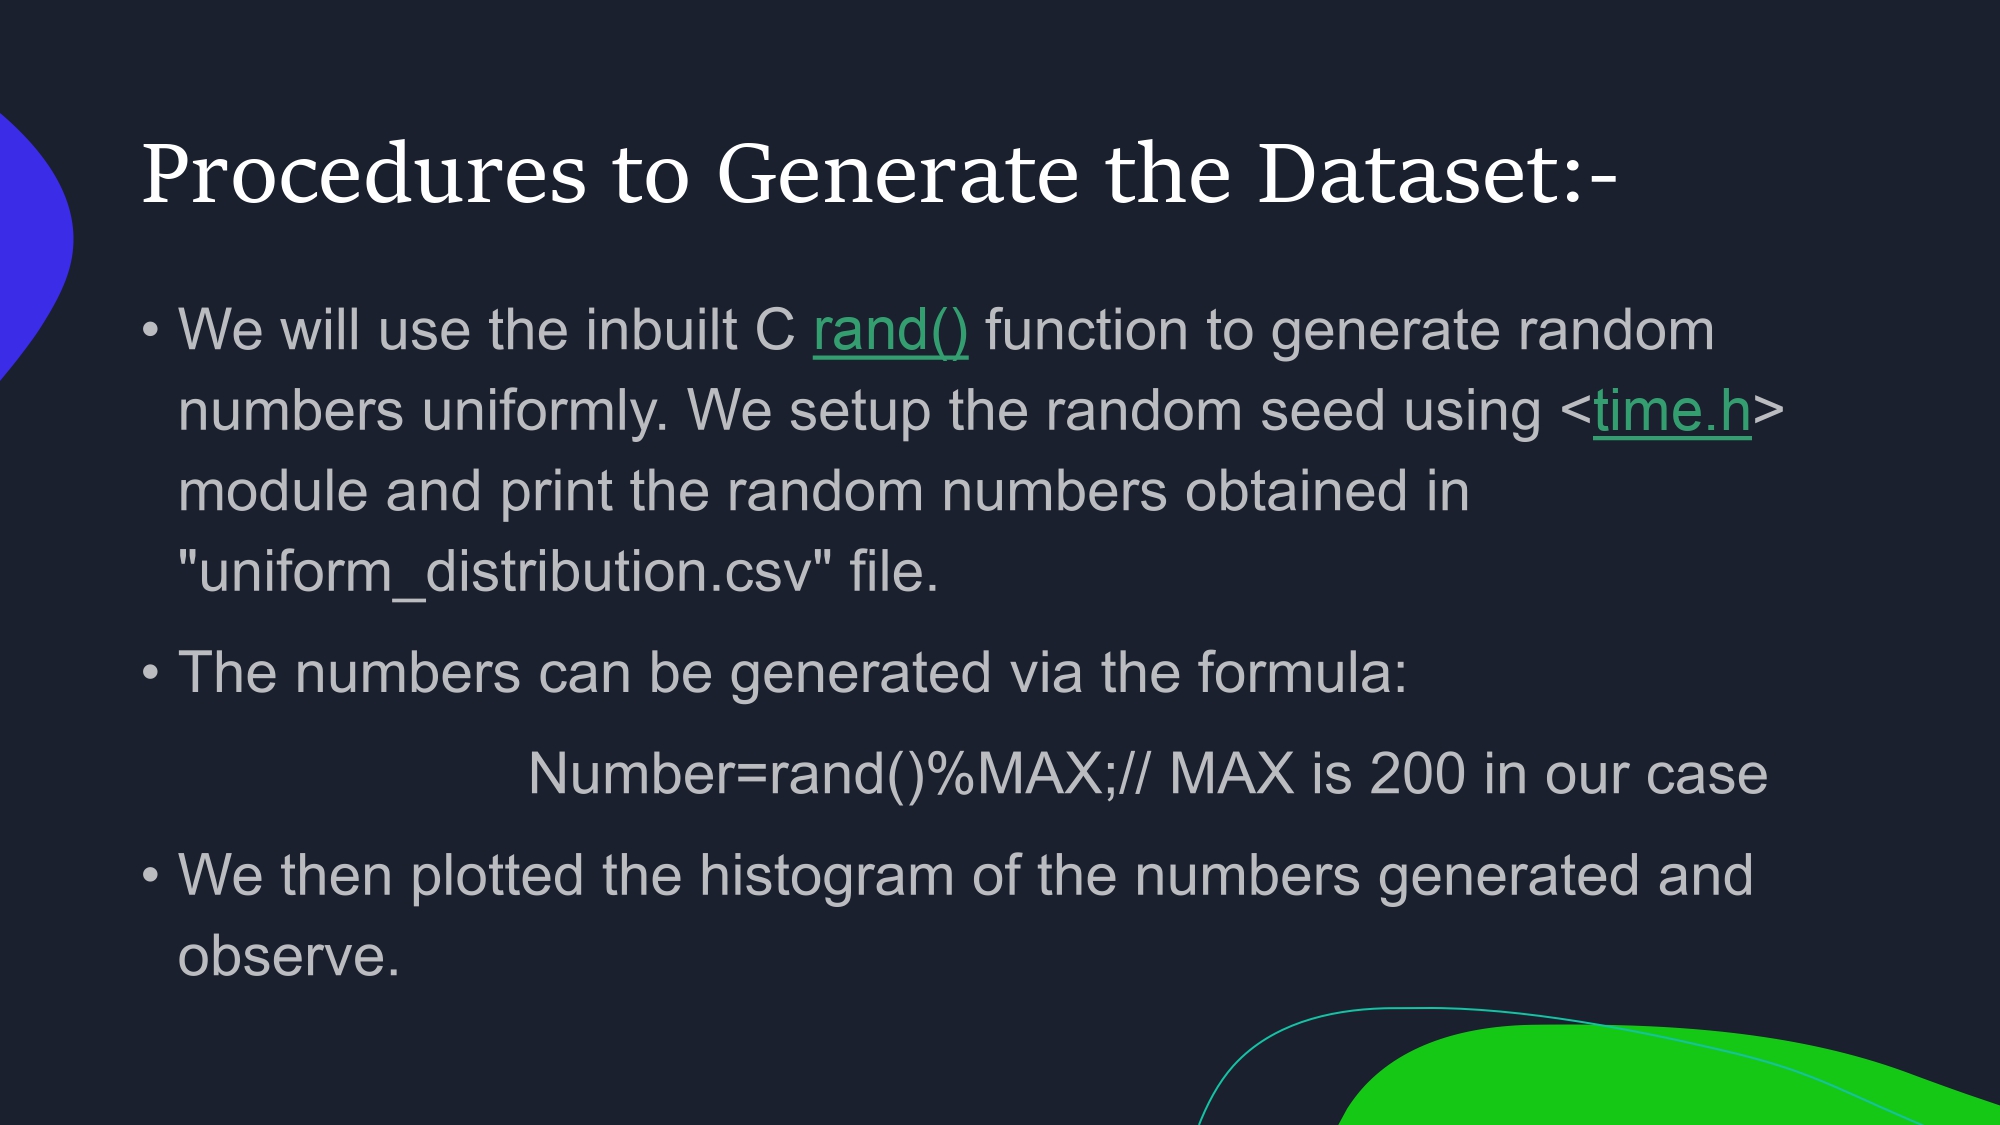 Procedures to Generate the Dataset:-
• We will use the inbuilt C rand() function to generate random
numbers uniformly. We setup the random seed using <time.h>
module and print the random numbers obtained in
"uniform_distribution.csv" file.
• The numbers can be generated via the formula:
Number=rand()%MAX;// MAX is 200 in our case
• We then plotted the histogram of the numbers generated and
observe.